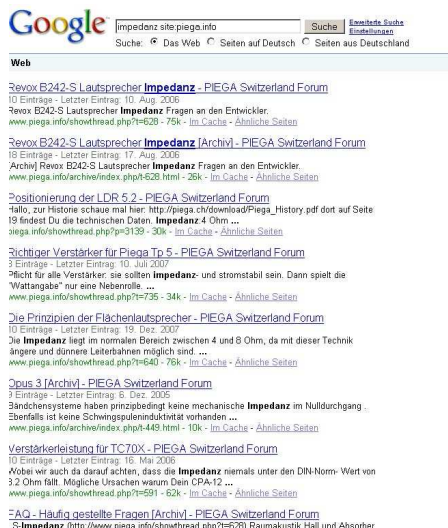 Google
impedanz site:piega.info Suche Erweiterte Suche
Einstellungen
Suche: Das Web Seiten auf Deutsch Seiten aus Deutschland
Web
Revox B242-S Lautsprecher Impedanz - PIEGA Switzerland Forum
10 Einträge - Letzter Eintrag: 10. Aug. 2006
Revox B242-S Lautsprecher Impedanz Fragen an den Entwickler.
www.piega.info/showthread.php?t=628 - 75k - Im Cache - Ähnliche Seiten
Revox B242-S Lautsprecher Impedanz [Archiv] - PIEGA Switzerland Forum
18 Einträge - Letzter Eintrag: 17. Aug. 2006
[Archiv] Revox B242-S Lautsprecher Impedanz Fragen an den Entwickler.
www.piega.info/archive/index.php/t-628.html - 26k - Im Cache - Ähnliche Seiten
Positionierung der LDR 5.2 - PIEGA Switzerland Forum
Hallo, zur Historie schaue mal hier: http://piega.ch/download/Piega_History.pdf dort auf Seite
19 findest Du die technischen Daten. Impedanz:4 Ohm ...
piega.info/showthread.php?p=3139 - 30k - Im Cache - Ähnliche Seiten
Richtiger Verstärker für Piega Tp 5 - PIEGA Switzerland Forum
3 Einträge - Letzter Eintrag: 10. Juli 2007
Pflicht für alle Verstärker: sie sollten impedanz- und stromstabil sein. Dann spielt die
"Wattangabe" nur eine Nebenrolle. ...
www.piega.info/showthread.php?t=735 - 34k - Im Cache - Ähnliche Seiten
Die Prinzipien der Flächenlautsprecher - PIEGA Switzerland Forum
10 Einträge - Letzter Eintrag: 19. Dez. 2007
Die Impedanz liegt im normalen Bereich zwischen 4 und 8 Ohm, da mit dieser Technik
längere und dünnere Leiterbahnen möglich sind. ...
www.piega.info/showthread.php?t=640 - 76k - Im Cache - Ähnliche Seiten
Opus 3 [Archiv] - PIEGA Switzerland Forum
9 Einträge - Letzter Eintrag: 6. Dez. 2005
Bändchensysteme haben prinzipbedingt keine mechanische Impedanz im Nulldurchgang .
Ebenfalls ist keine Schwingspuleninduktivität vorhanden ...
www.piega.info/archive/index.php/t-449.html - 10k - Im Cache - Ähnliche Seiten
Verstärkerleistung für TC70X - PIEGA Switzerland Forum
10 Einträge - Letzter Eintrag: 16. Mai 2006
Wobei wir auch da darauf achten, dass die Impedanz niemals unter den DIN-Norm- Wert von
3.2 Ohm fällt. Mögliche Ursachen warum Dein CPA-12 ...
www.piega.info/showthread.php?t=591 - 62k - Im Cache - Ähnliche Seiten
FAQ - Häufig gestellte Fragen [Archiv] - PIEGA Switzerland Forum
(http://www.piega.info/showthread.php?t=628) Raumakustik Hall und Absorber